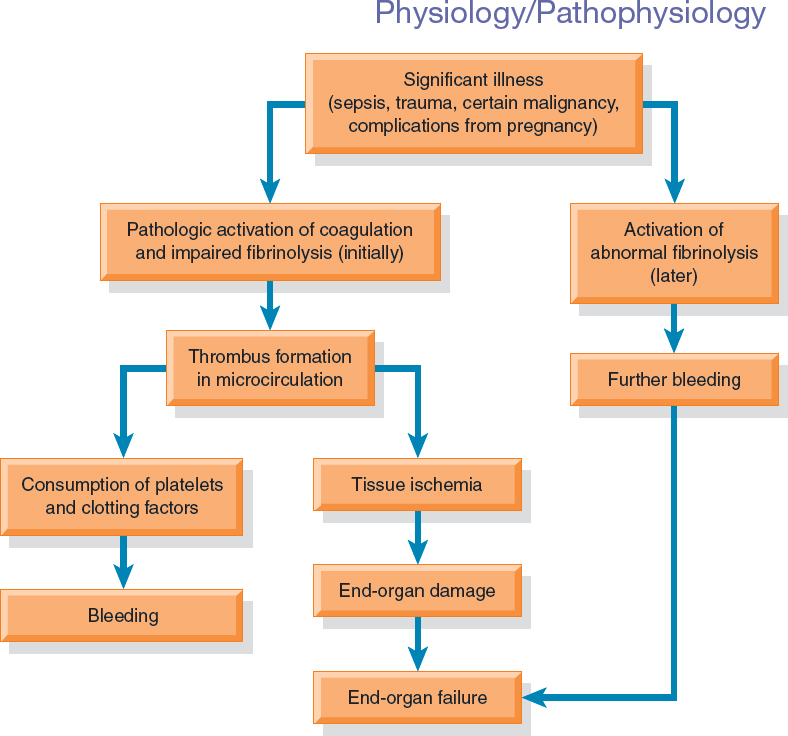 Physiology/Pathophysiology
Significant illness
(sepsis, trauma, certain malignancy,
complications from pregnancy)
Pathologic activation of coagulation
and impaired fibrinolysis (initially)
Activation of
abnormal fibrinolysis
(later)
Thrombus formation
in microcirculation
Further bleeding
Consumption of platelets
and clotting factors
Tissue ischemia
End-organ damage
Bleeding
End-organ failure